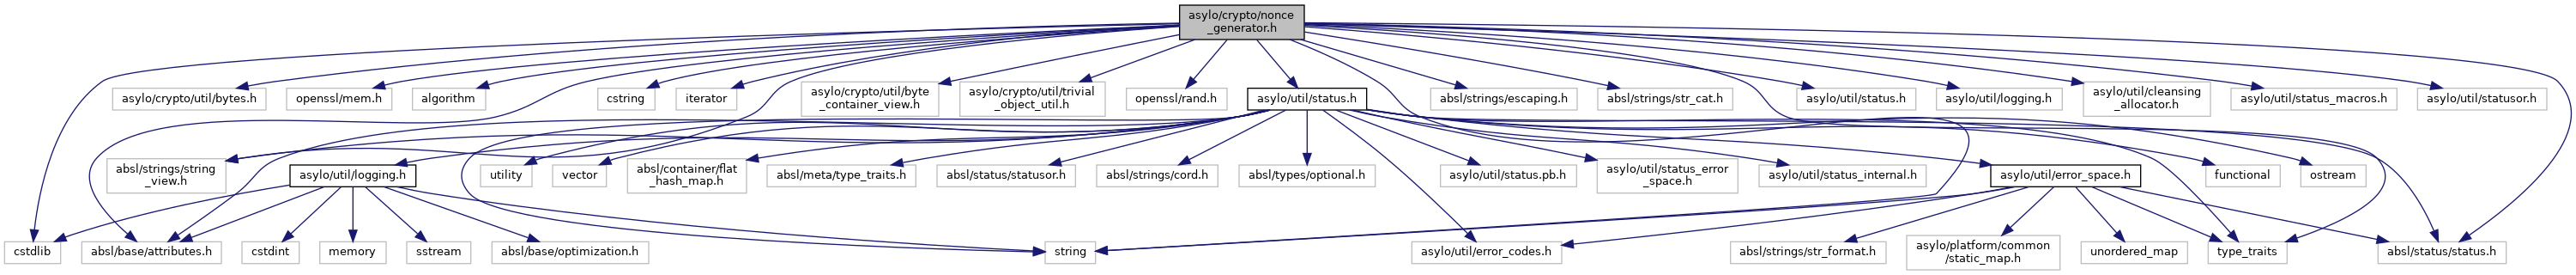 asylo/crypto/nonce
_generator.h
asylo/crypto/util/bytes.h
openssl/mem.h
algorithm
cstring
iterator
asylo/crypto/util/byte
_container_view.h
asylo/crypto/util/trivial
_object_util.h
openssl/rand.h
asylo/util/status.h
absl/strings/escaping.h
absl/strings/str_cat.h
asylo/util/status.h
asylo/util/logging.h
asylo/util/cleansing
_allocator.h
asylo/util/status_macros.h
asylo/util/statusor.h
absl/strings/string
_view.h
asylo/util/logging.h
utility
vector
absl/container/flat
_hash_map.h
absl/meta/type_traits.h
absl/status/statusor.h
absl/strings/cord.h
absl/types/optional.h
asylo/util/status.pb.h
asylo/util/status_error
_space.h
asylo/util/status_internal.h
asylo/util/error_space.h
functional
ostream
cstdlib
absl/base/attributes.h
cstdint
memory
sstream
absl/base/optimization.h
string
asylo/util/error_codes.h
absl/strings/str_format.h
asylo/platform/common
/static_map.h
unordered_map
type_traits
absl/status/status.h